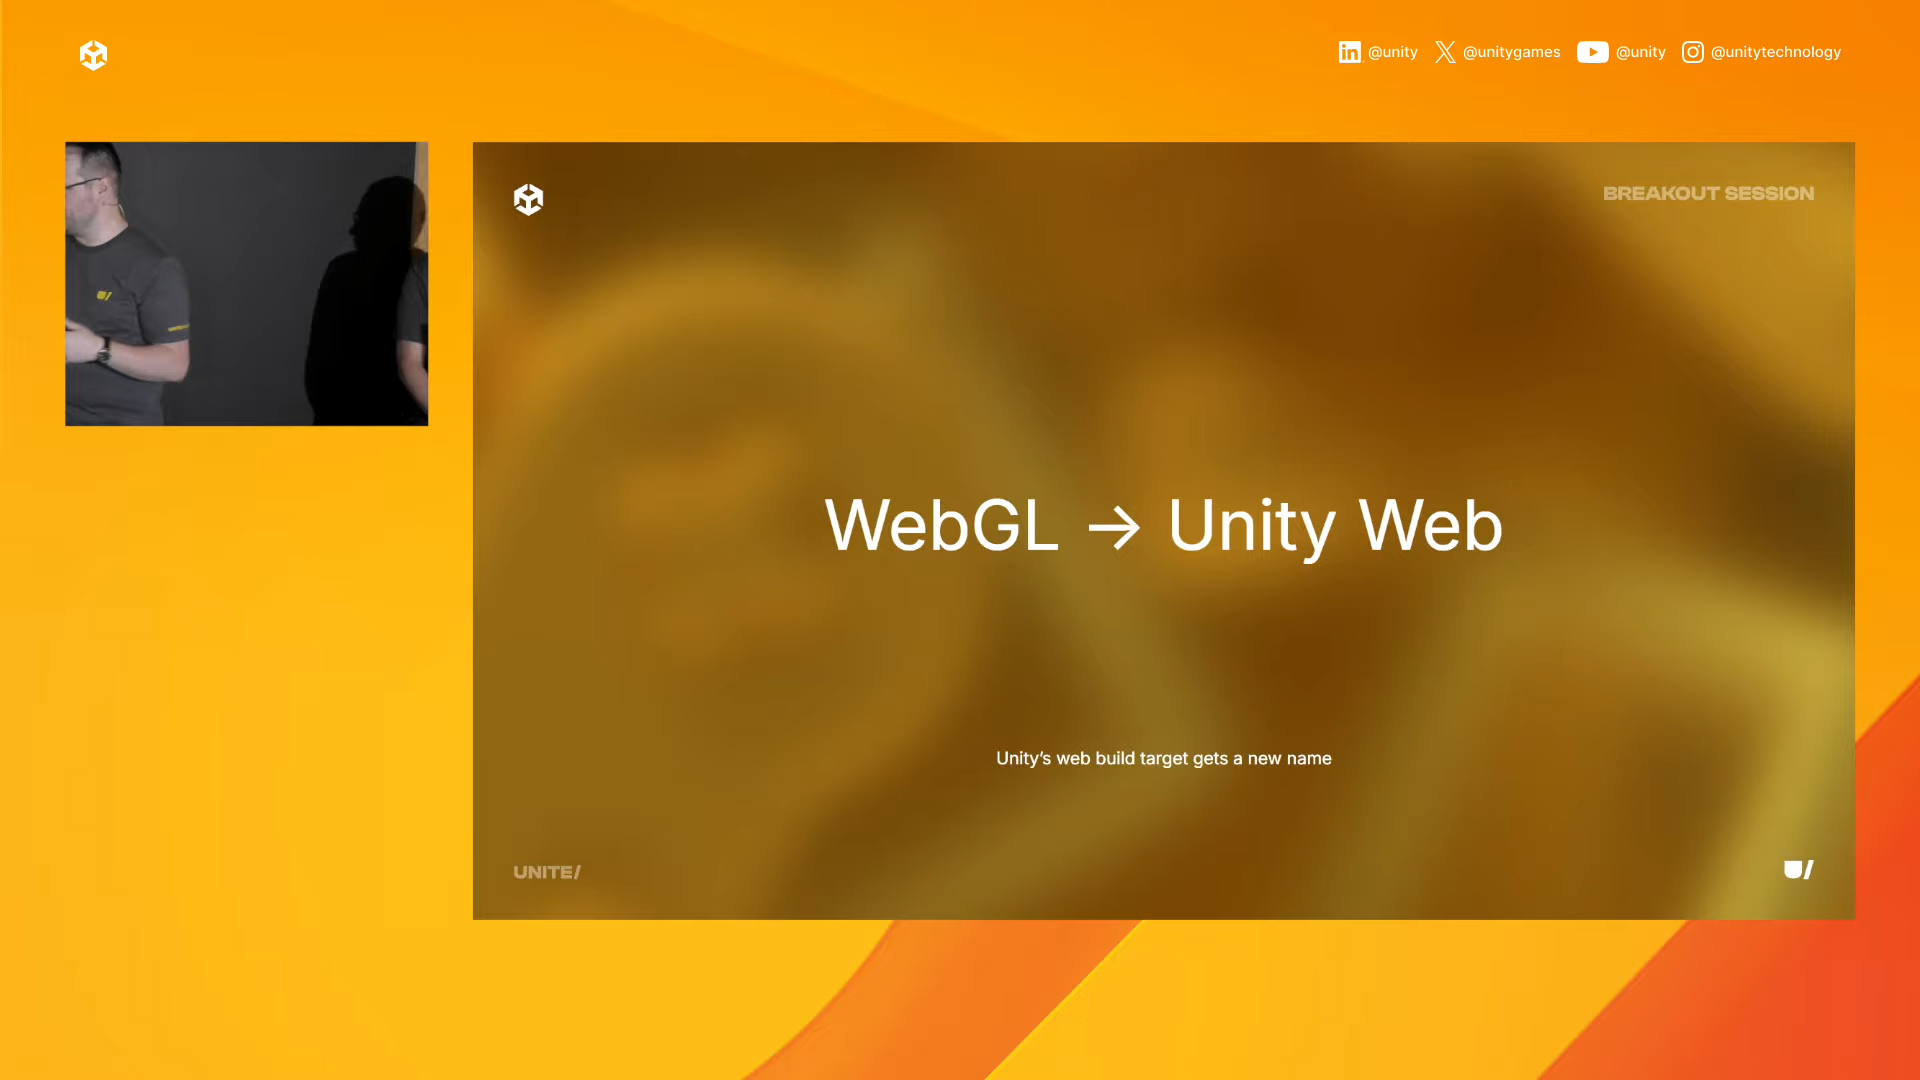 @unity @unitygames @unity @unitytechnology
BREAKOUT SESSION
WebGL → Unity Web
Unity’s web build target gets a new name
UNITE/
U/